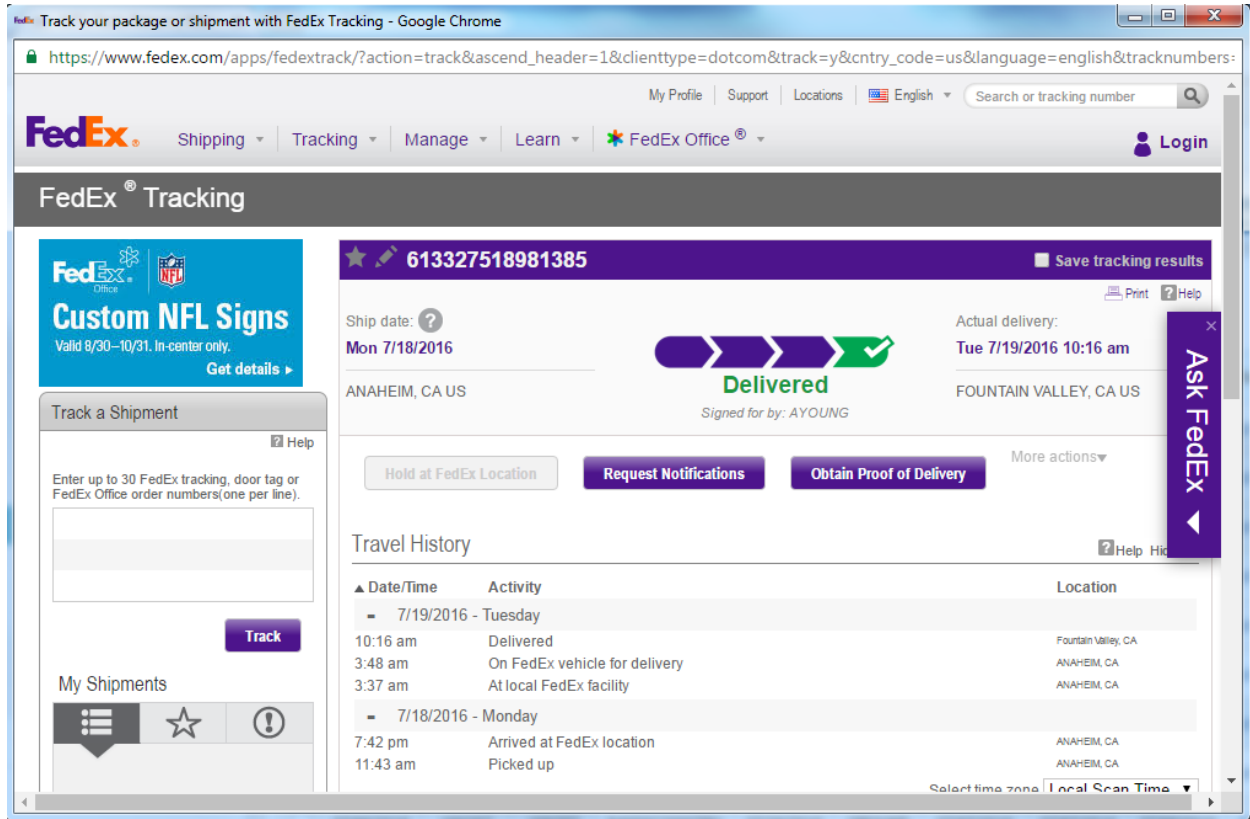 FedEx Track your package or shipment with FedEx Tracking - Google Chrome
https://www.fedex.com/apps/fedextrack/?action=track&ascend_header=1&clienttype=dotcom&track=y&cntry_code=us&language=english&tracknumbers=
My Profile Support Locations English Search or tracking number
FedEx® Shipping Tracking Manage Learn FedEx Office ® Login
FedEx ® Tracking
FedEx Office NFL
Custom NFL Signs
Valid 8/30–10/31. In-center only.
Get details
Track a Shipment
Help
Enter up to 30 FedEx tracking, door tag or
FedEx Office order numbers(one per line).
Track
My Shipments
613327518981385 Save tracking results
Print Help
Ship date: ? Actual delivery:
Mon 7/18/2016 Tue 7/19/2016 10:16 am
ANAHEIM, CA US Delivered FOUNTAIN VALLEY, CA US
Signed for by: AYOUNG
Hold at FedEx Location Request Notifications Obtain Proof of Delivery More actions
Ask FedEx
Travel History Help
Date/Time Activity Location
- 7/19/2016 - Tuesday
10:16 am Delivered Fountain Valley, CA
3:48 am On FedEx vehicle for delivery ANAHEIM, CA
3:37 am At local FedEx facility ANAHEIM, CA
- 7/18/2016 - Monday
7:42 pm Arrived at FedEx location ANAHEIM, CA
11:43 am Picked up ANAHEIM, CA
Select time zone Local Scan Time